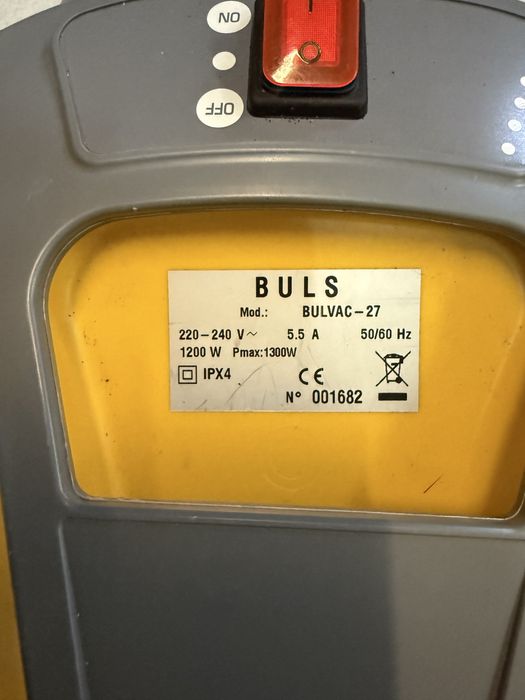 ON
OFF
BULS
Mod.: BULVAC-27
220-240 V~ 5.5 A 50/60 Hz
1200 W Pmax:1300W
IPX4 CE
N° 001682